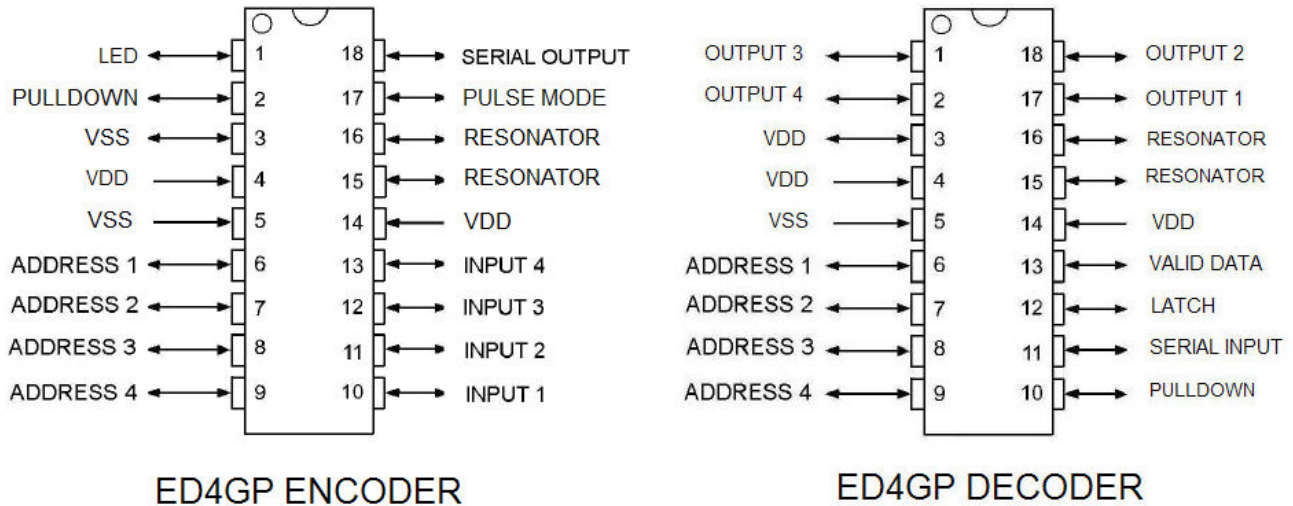 LED 1 18 SERIAL OUTPUT
PULLDOWN 2 17 PULSE MODE
VSS 3 16 RESONATOR
VDD 4 15 RESONATOR
VSS 5 14 VDD
ADDRESS 1 6 13 INPUT 4
ADDRESS 2 7 12 INPUT 3
ADDRESS 3 8 11 INPUT 2
ADDRESS 4 9 10 INPUT 1
ED4GP ENCODER
OUTPUT 3 1 18 OUTPUT 2
OUTPUT 4 2 17 OUTPUT 1
VDD 3 16 RESONATOR
VDD 4 15 RESONATOR
VSS 5 14 VDD
ADDRESS 1 6 13 VALID DATA
ADDRESS 2 7 12 LATCH
ADDRESS 3 8 11 SERIAL INPUT
ADDRESS 4 9 10 PULLDOWN
ED4GP DECODER